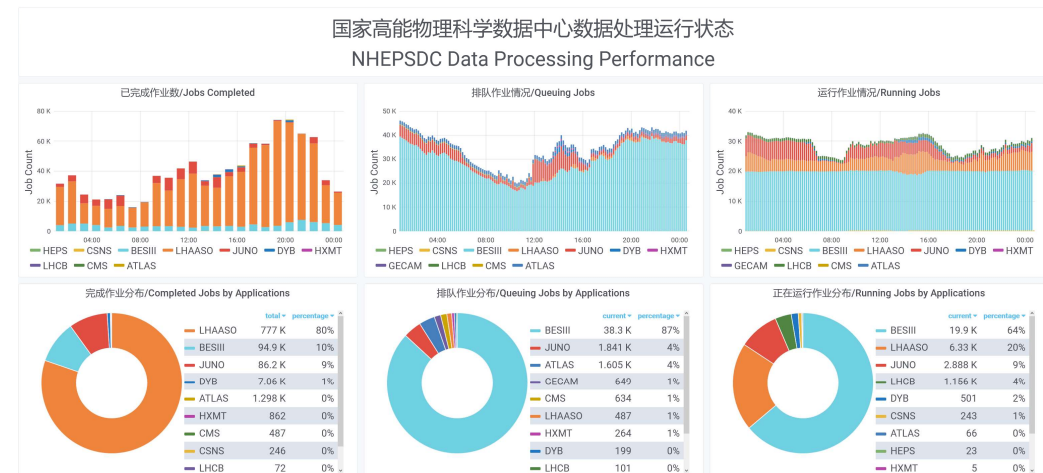 国家高能物理科学数据中心数据处理运行状态
NHEPSDC Data Processing Performance
已完成作业数/Jobs Completed
80 K
60 K
40 K
20 K
0
Job Count
04:00 08:00 12:00 16:00 20:00 00:00
HEPS CSNS BESIII LHAASO JUNO DYB HXMT
LHCB CMS ATLAS
排队作业情况/Queuing Jobs
50 K
40 K
30 K
20 K
10 K
0
Job Count
04:00 08:00 12:00 16:00 20:00 00:00
HEPS CSNS BESIII LHAASO JUNO DYB HXMT
GECAM LHCB CMS ATLAS
运行作业情况/Running Jobs
40 K
30 K
20 K
10 K
0
Job Count
04:00 08:00 12:00 16:00 20:00 00:00
HEPS CSNS BESIII LHAASO JUNO DYB HXMT
GECAM LHCB CMS ATLAS
完成作业分布/Completed Jobs by Applications
total percentage
LHAASO 777 K 80%
BESIII 94.9 K 10%
JUNO 86.2 K 9%
DYB 7.06 K 1%
ATLAS 1.298 K 0%
HXMT 862 0%
CMS 487 0%
CSNS 246 0%
LHCB 72 0%
排队作业分布/Queuing Jobs by Applications
current percentage
BESIII 38.3 K 87%
JUNO 1.841 K 4%
ATLAS 1.605 K 4%
GECAM 649 1%
CMS 634 1%
LHAASO 487 1%
HXMT 264 1%
DYB 199 0%
LHCB 101 0%
正在运行作业分布/Running Jobs by Applications
current percentage
BESIII 19.9 K 64%
LHAASO 6.33 K 20%
JUNO 2.888 K 9%
LHCB 1.156 K 4%
DYB 501 2%
CSNS 243 1%
ATLAS 66 0%
HEPS 23 0%
HXMT 5 0%